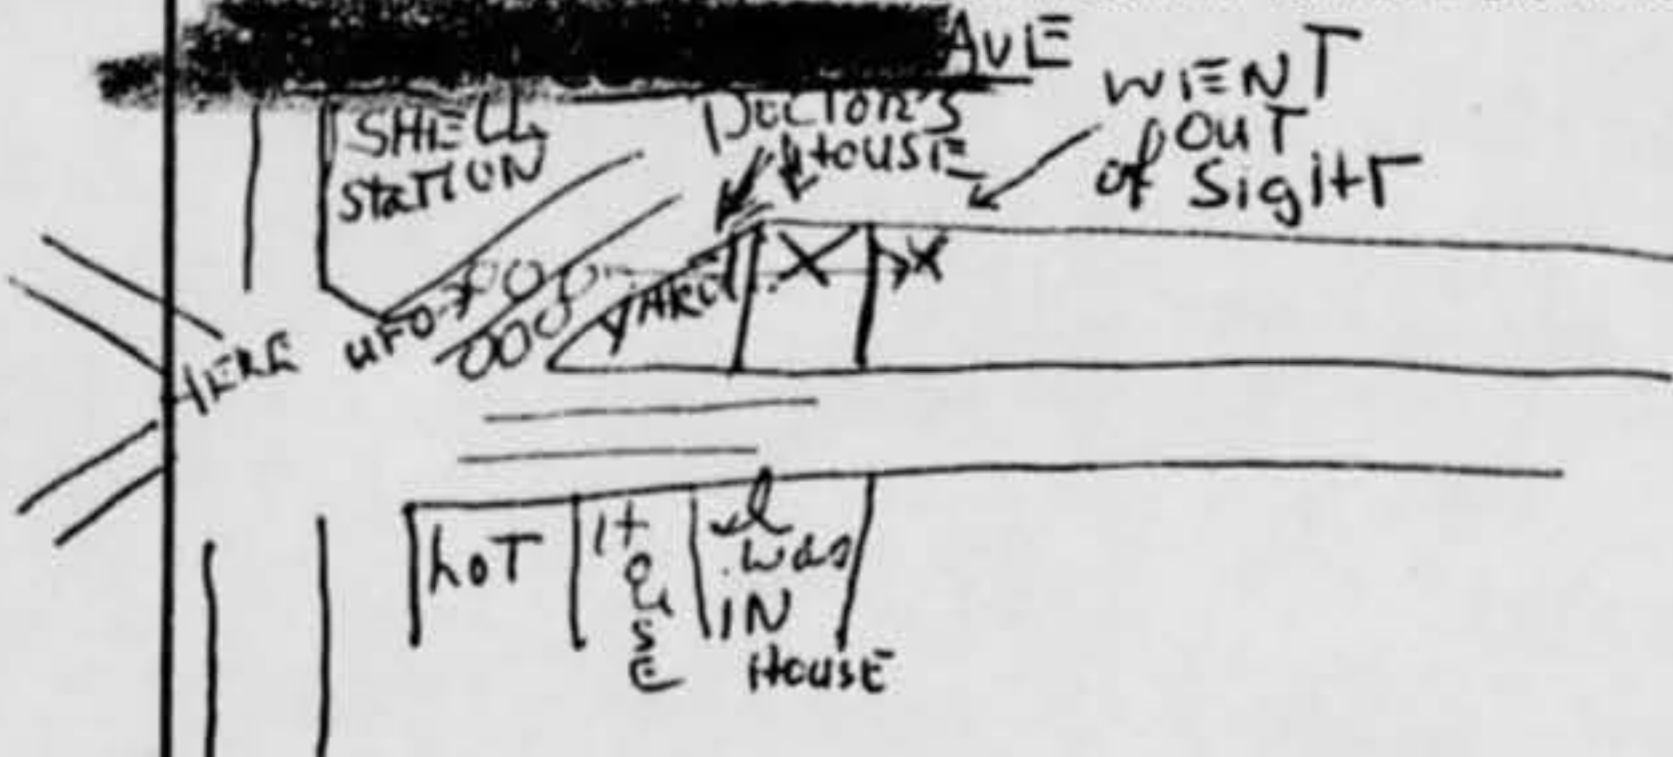 AVE
SHELL
STATION
DOCTOR'S
HOUSE
WENT
OUT
of Sight
HERE
UFO
YARD
X
X
LOT
HOUSE
I
was
IN
House